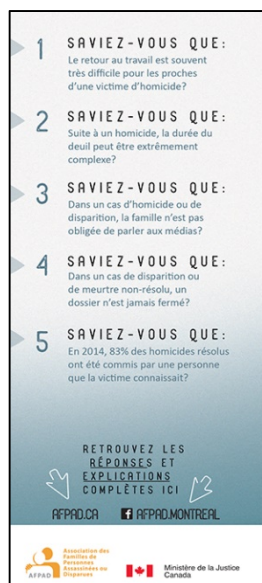 1
SAVIEZ-VOUS QUE:
Le retour au travail est souvent
très difficile pour les proches
d'une victime d'homicide?
2
SAVIEZ-VOUS QUE:
Suite à un homicide, la durée du
deuil peut être extrêmement
complexe?
3
SAVIEZ-VOUS QUE:
Dans un cas d'homicide ou de
disparition, la famille n'est pas
obligée de parler aux médias?
4
SAVIEZ-VOUS QUE:
Dans un cas de disparition ou
de meurtre non-résolu, un
dossier n'est jamais fermé?
5
SAVIEZ-VOUS QUE:
En 2014, 83% des homicides résolus
ont été commis par une personne
que la victime connaissait?
RETROUVEZ LES
RÉPONSES ET
EXPLICATIONS
COMPLÈTES ICI
AFPAD.CA f AFPAD.MONTREAL
AFPAD
Association des
Familles de
Personnes
Assassinées ou
Disparues
Ministère de la Justice
Canada